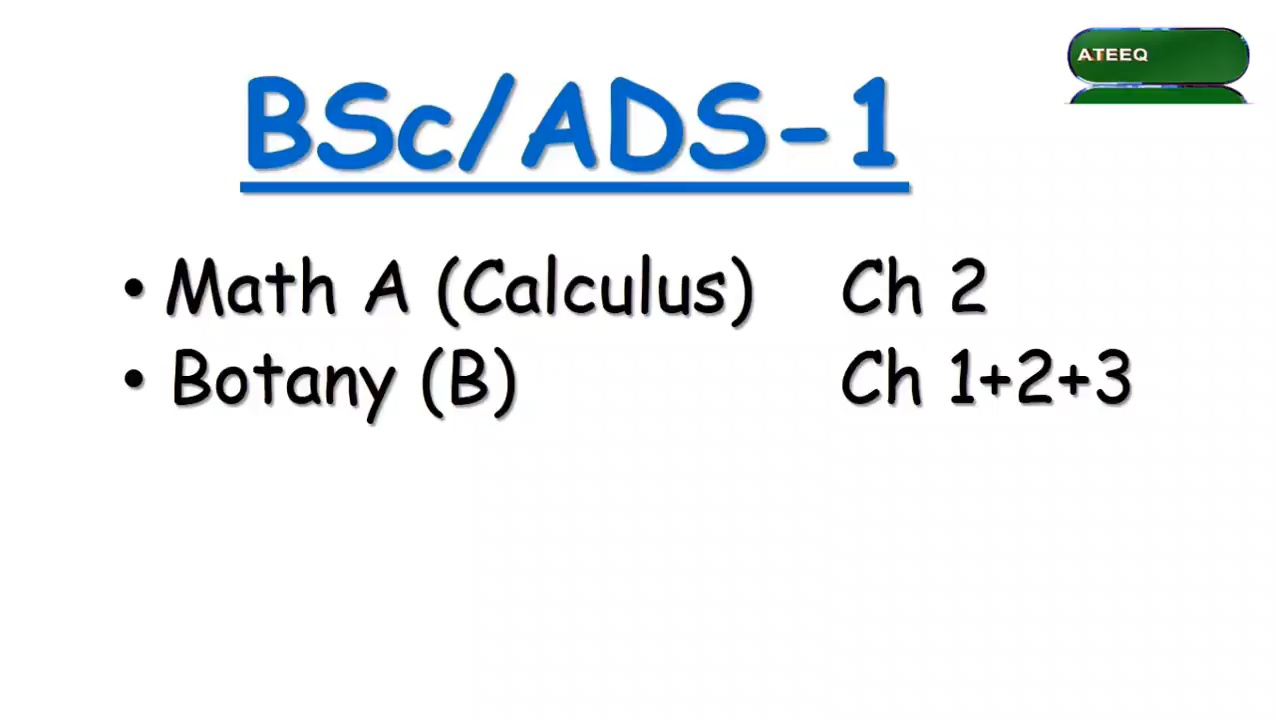 ATEEQ
BSc/ADS-1
• Math A (Calculus) Ch 2
• Botany (B) Ch 1+2+3